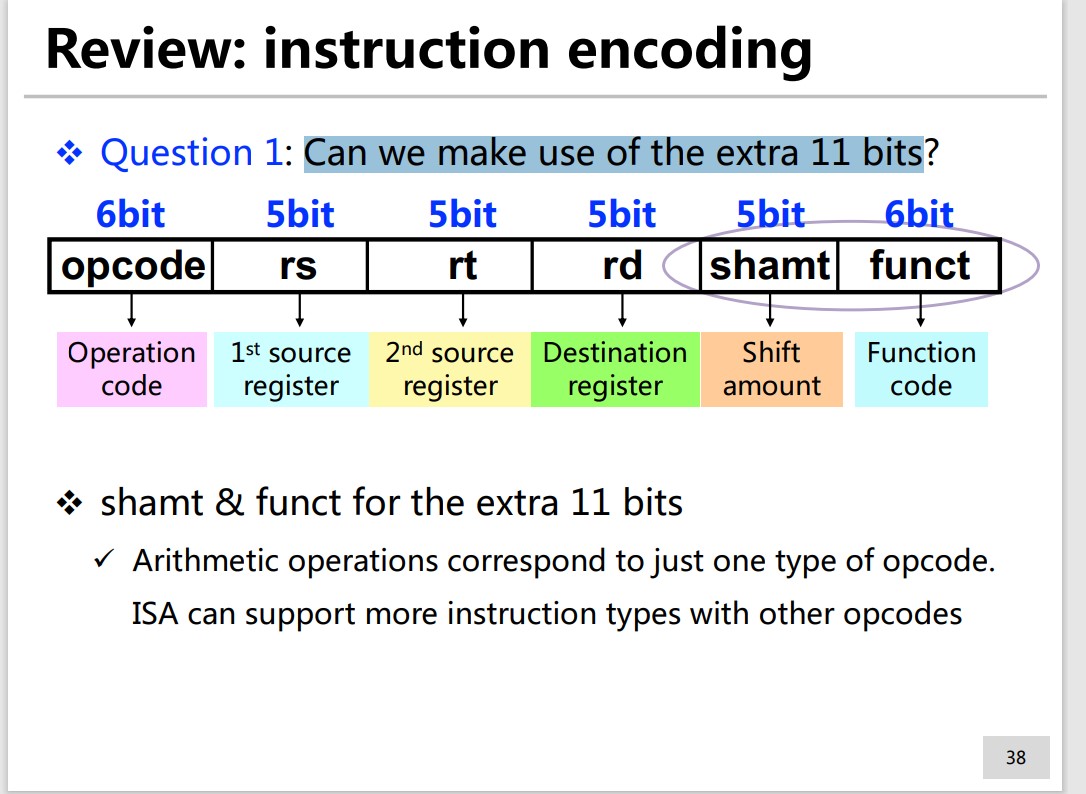 Review: instruction encoding
❖ Question 1: Can we make use of the extra 11 bits?
6bit 5bit 5bit 5bit 5bit 6bit
opcode rs rt rd shamt funct
Operation code
1st source register
2nd source register
Destination register
Shift amount
Function code
❖ shamt & funct for the extra 11 bits
✓ Arithmetic operations correspond to just one type of opcode.
ISA can support more instruction types with other opcodes
38